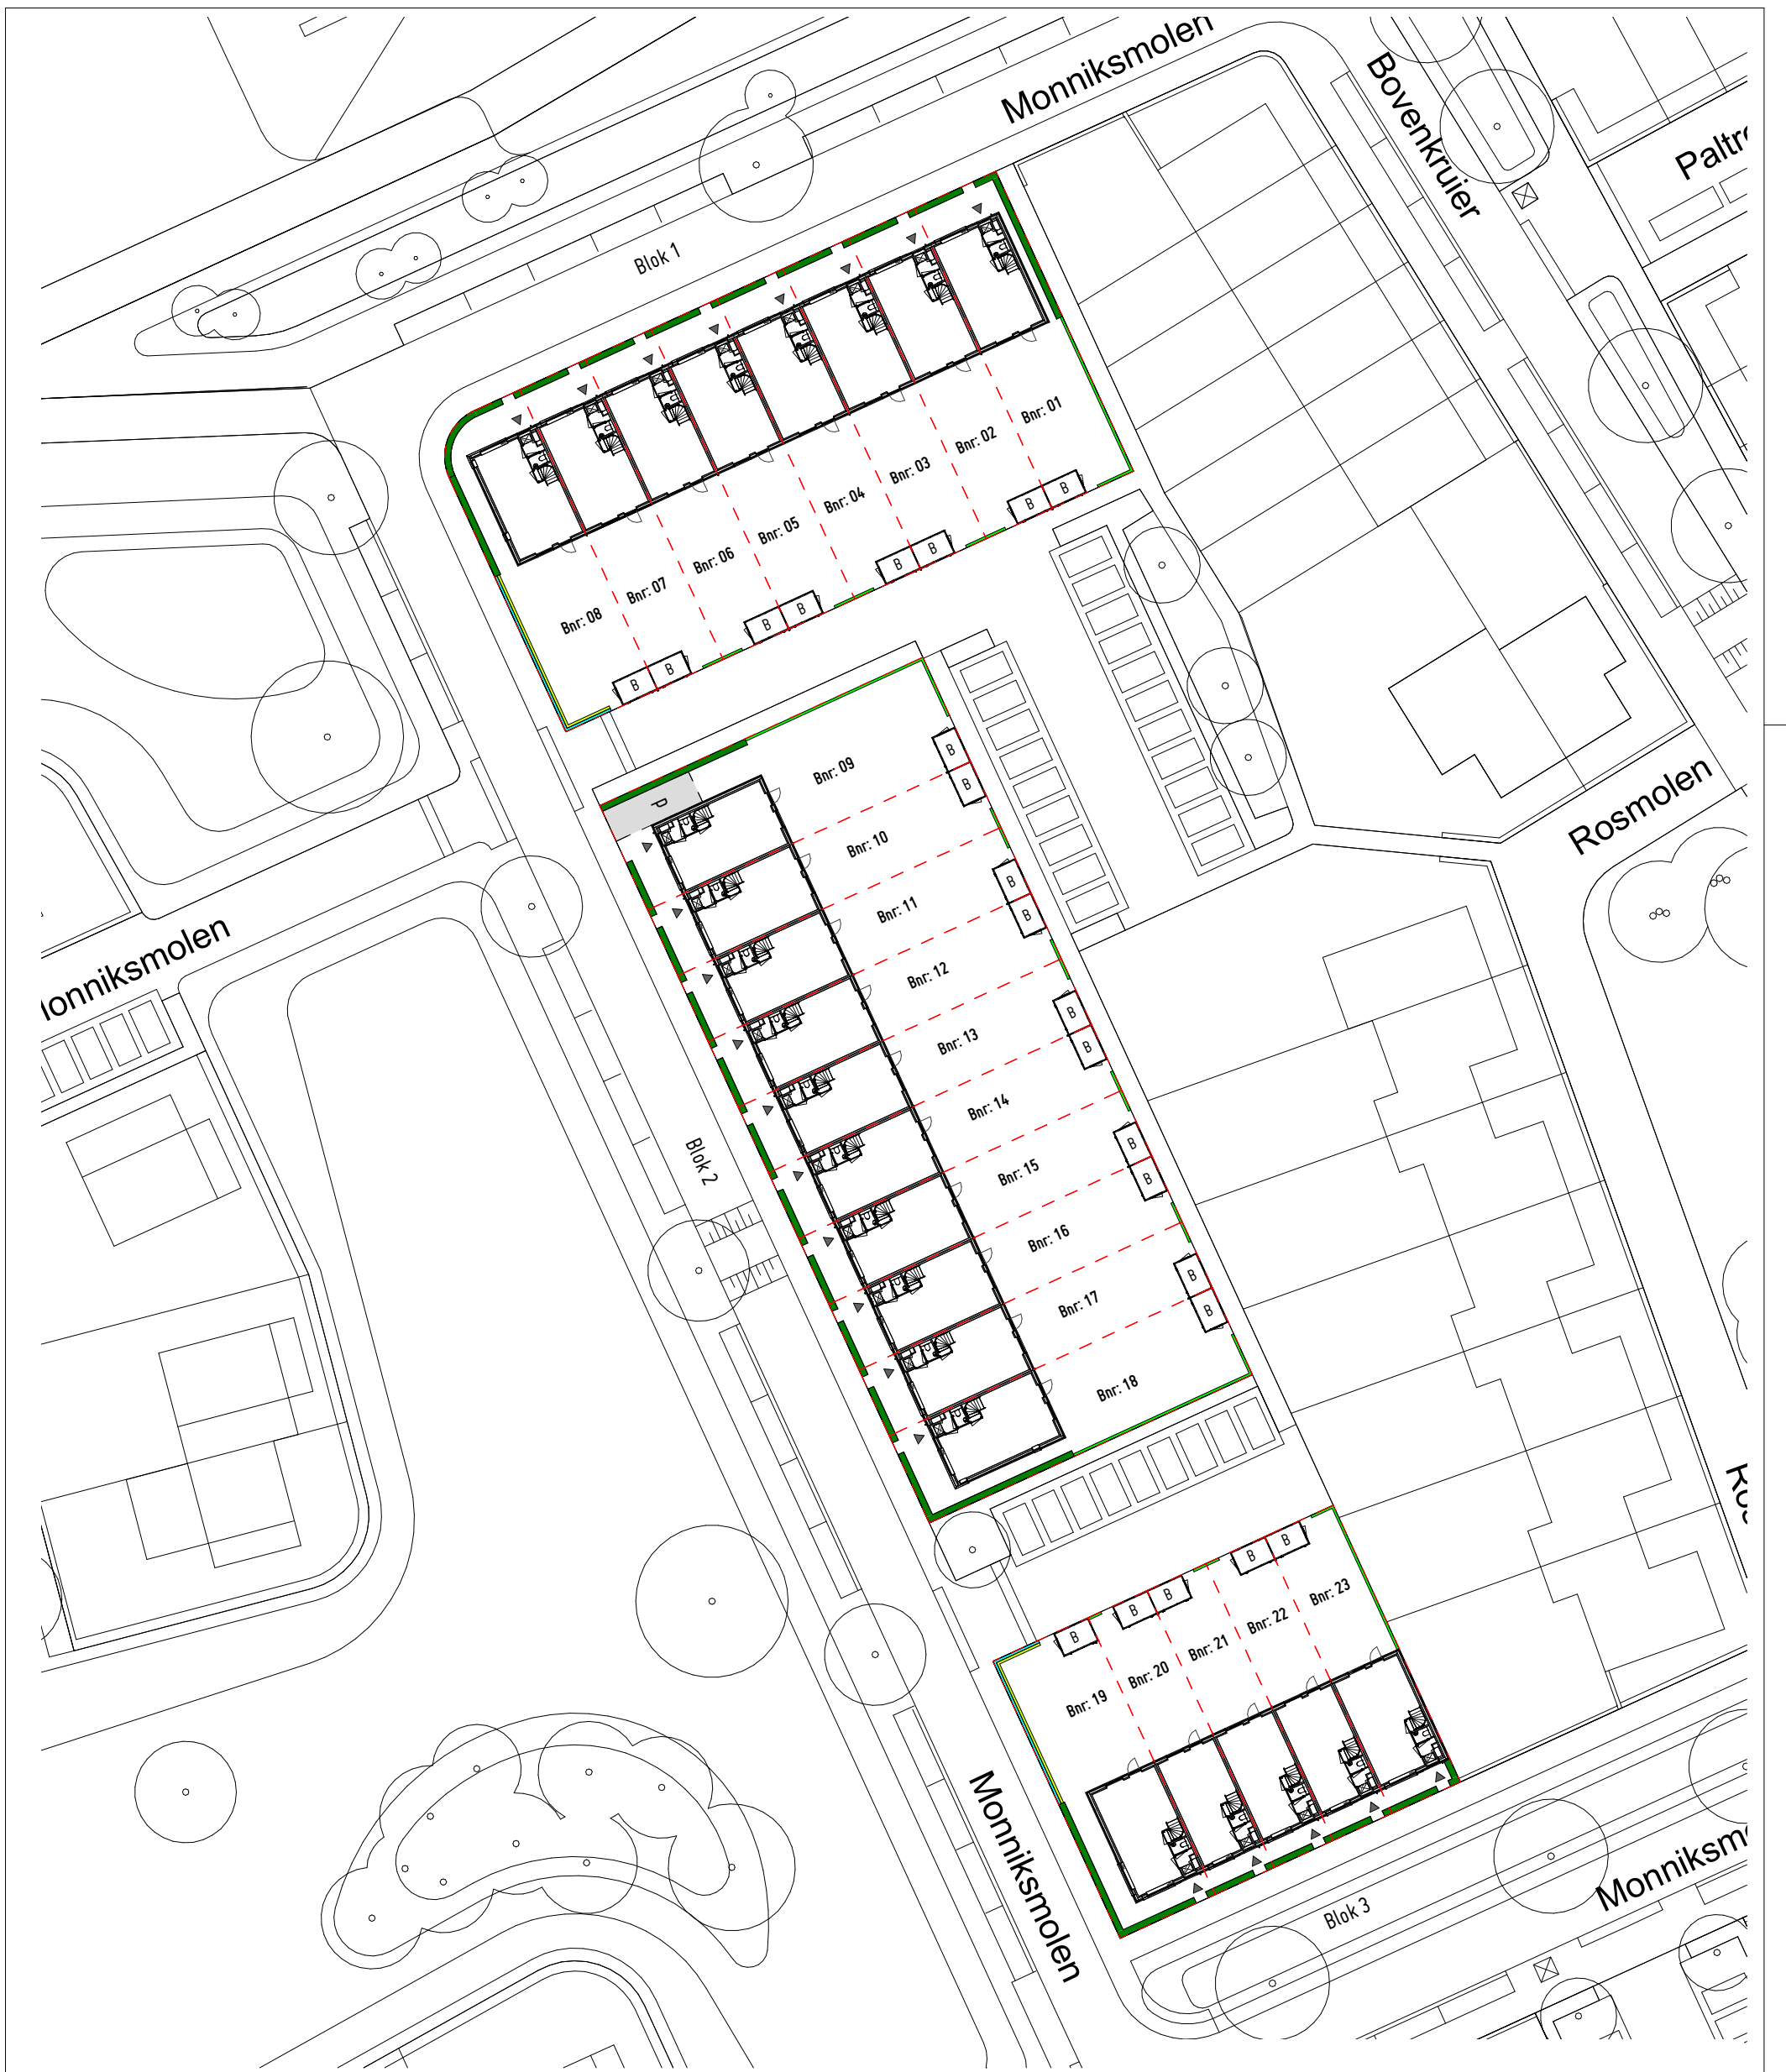 Monniksmolen
Bovenkruier
Blok 1
Bnr: 01
Bnr: 02
Bnr: 03
Bnr: 04
Bnr: 05
Bnr: 06
Bnr: 07
Bnr: 08
B B
B B
B B
B B
Rosmolen
P
Bnr: 09
Bnr: 10
Bnr: 11
Bnr: 12
Bnr: 13
Bnr: 14
Bnr: 15
Bnr: 16
Bnr: 17
Bnr: 18
B
B
B
B
B
B
B
B
B
B
onniksmolen
Blok 2
B B B B B
Bnr: 19
Bnr: 20
Bnr: 21
Bnr: 22
Bnr: 23
Monniksmolen
Blok 3